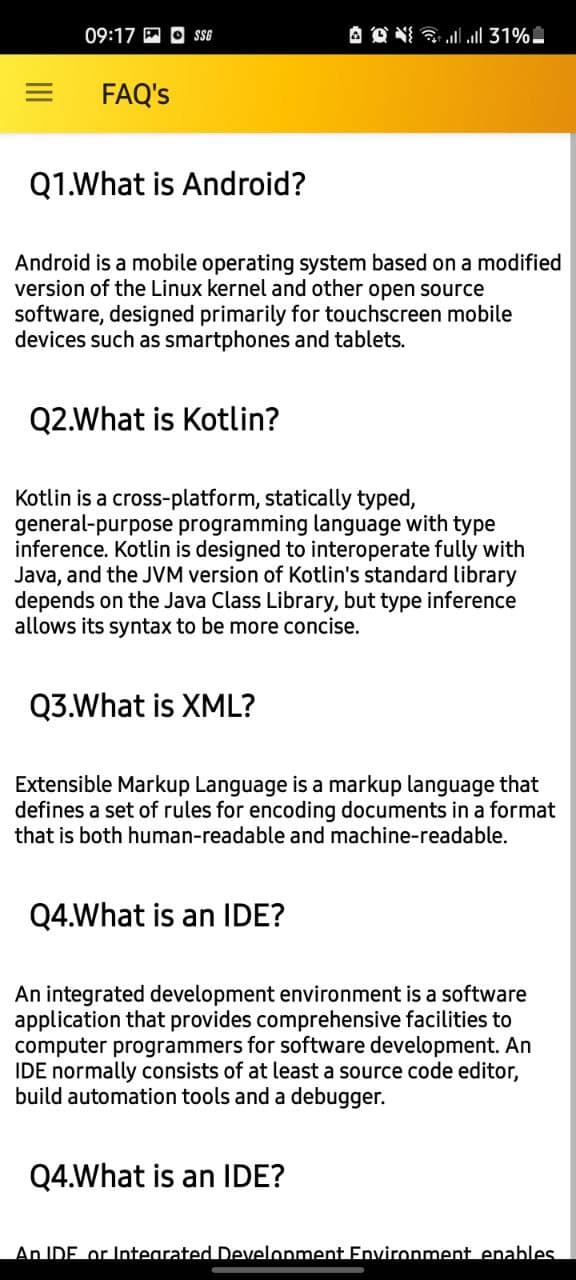 09:17 SSG 31%
FAQ's
Q1.What is Android?
Android is a mobile operating system based on a modified
version of the Linux kernel and other open source
software, designed primarily for touchscreen mobile
devices such as smartphones and tablets.
Q2.What is Kotlin?
Kotlin is a cross-platform, statically typed,
general-purpose programming language with type
inference. Kotlin is designed to interoperate fully with
Java, and the JVM version of Kotlin's standard library
depends on the Java Class Library, but type inference
allows its syntax to be more concise.
Q3.What is XML?
Extensible Markup Language is a markup language that
defines a set of rules for encoding documents in a format
that is both human-readable and machine-readable.
Q4.What is an IDE?
An integrated development environment is a software
application that provides comprehensive facilities to
computer programmers for software development. An
IDE normally consists of at least a source code editor,
build automation tools and a debugger.
Q4.What is an IDE?
An IDE, or Integrated Development Environment, enables